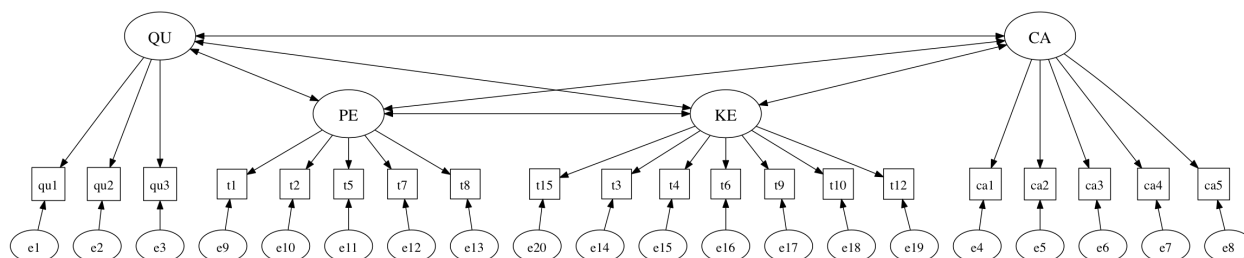 QU CA
PE KE
qu1 qu2 qu3 t1 t2 t5 t7 t8 t15 t3 t4 t6 t9 t10 t12 ca1 ca2 ca3 ca4 ca5
e1 e2 e3 e9 e10 e11 e12 e13 e20 e14 e15 e16 e17 e18 e19 e4 e5 e6 e7 e8